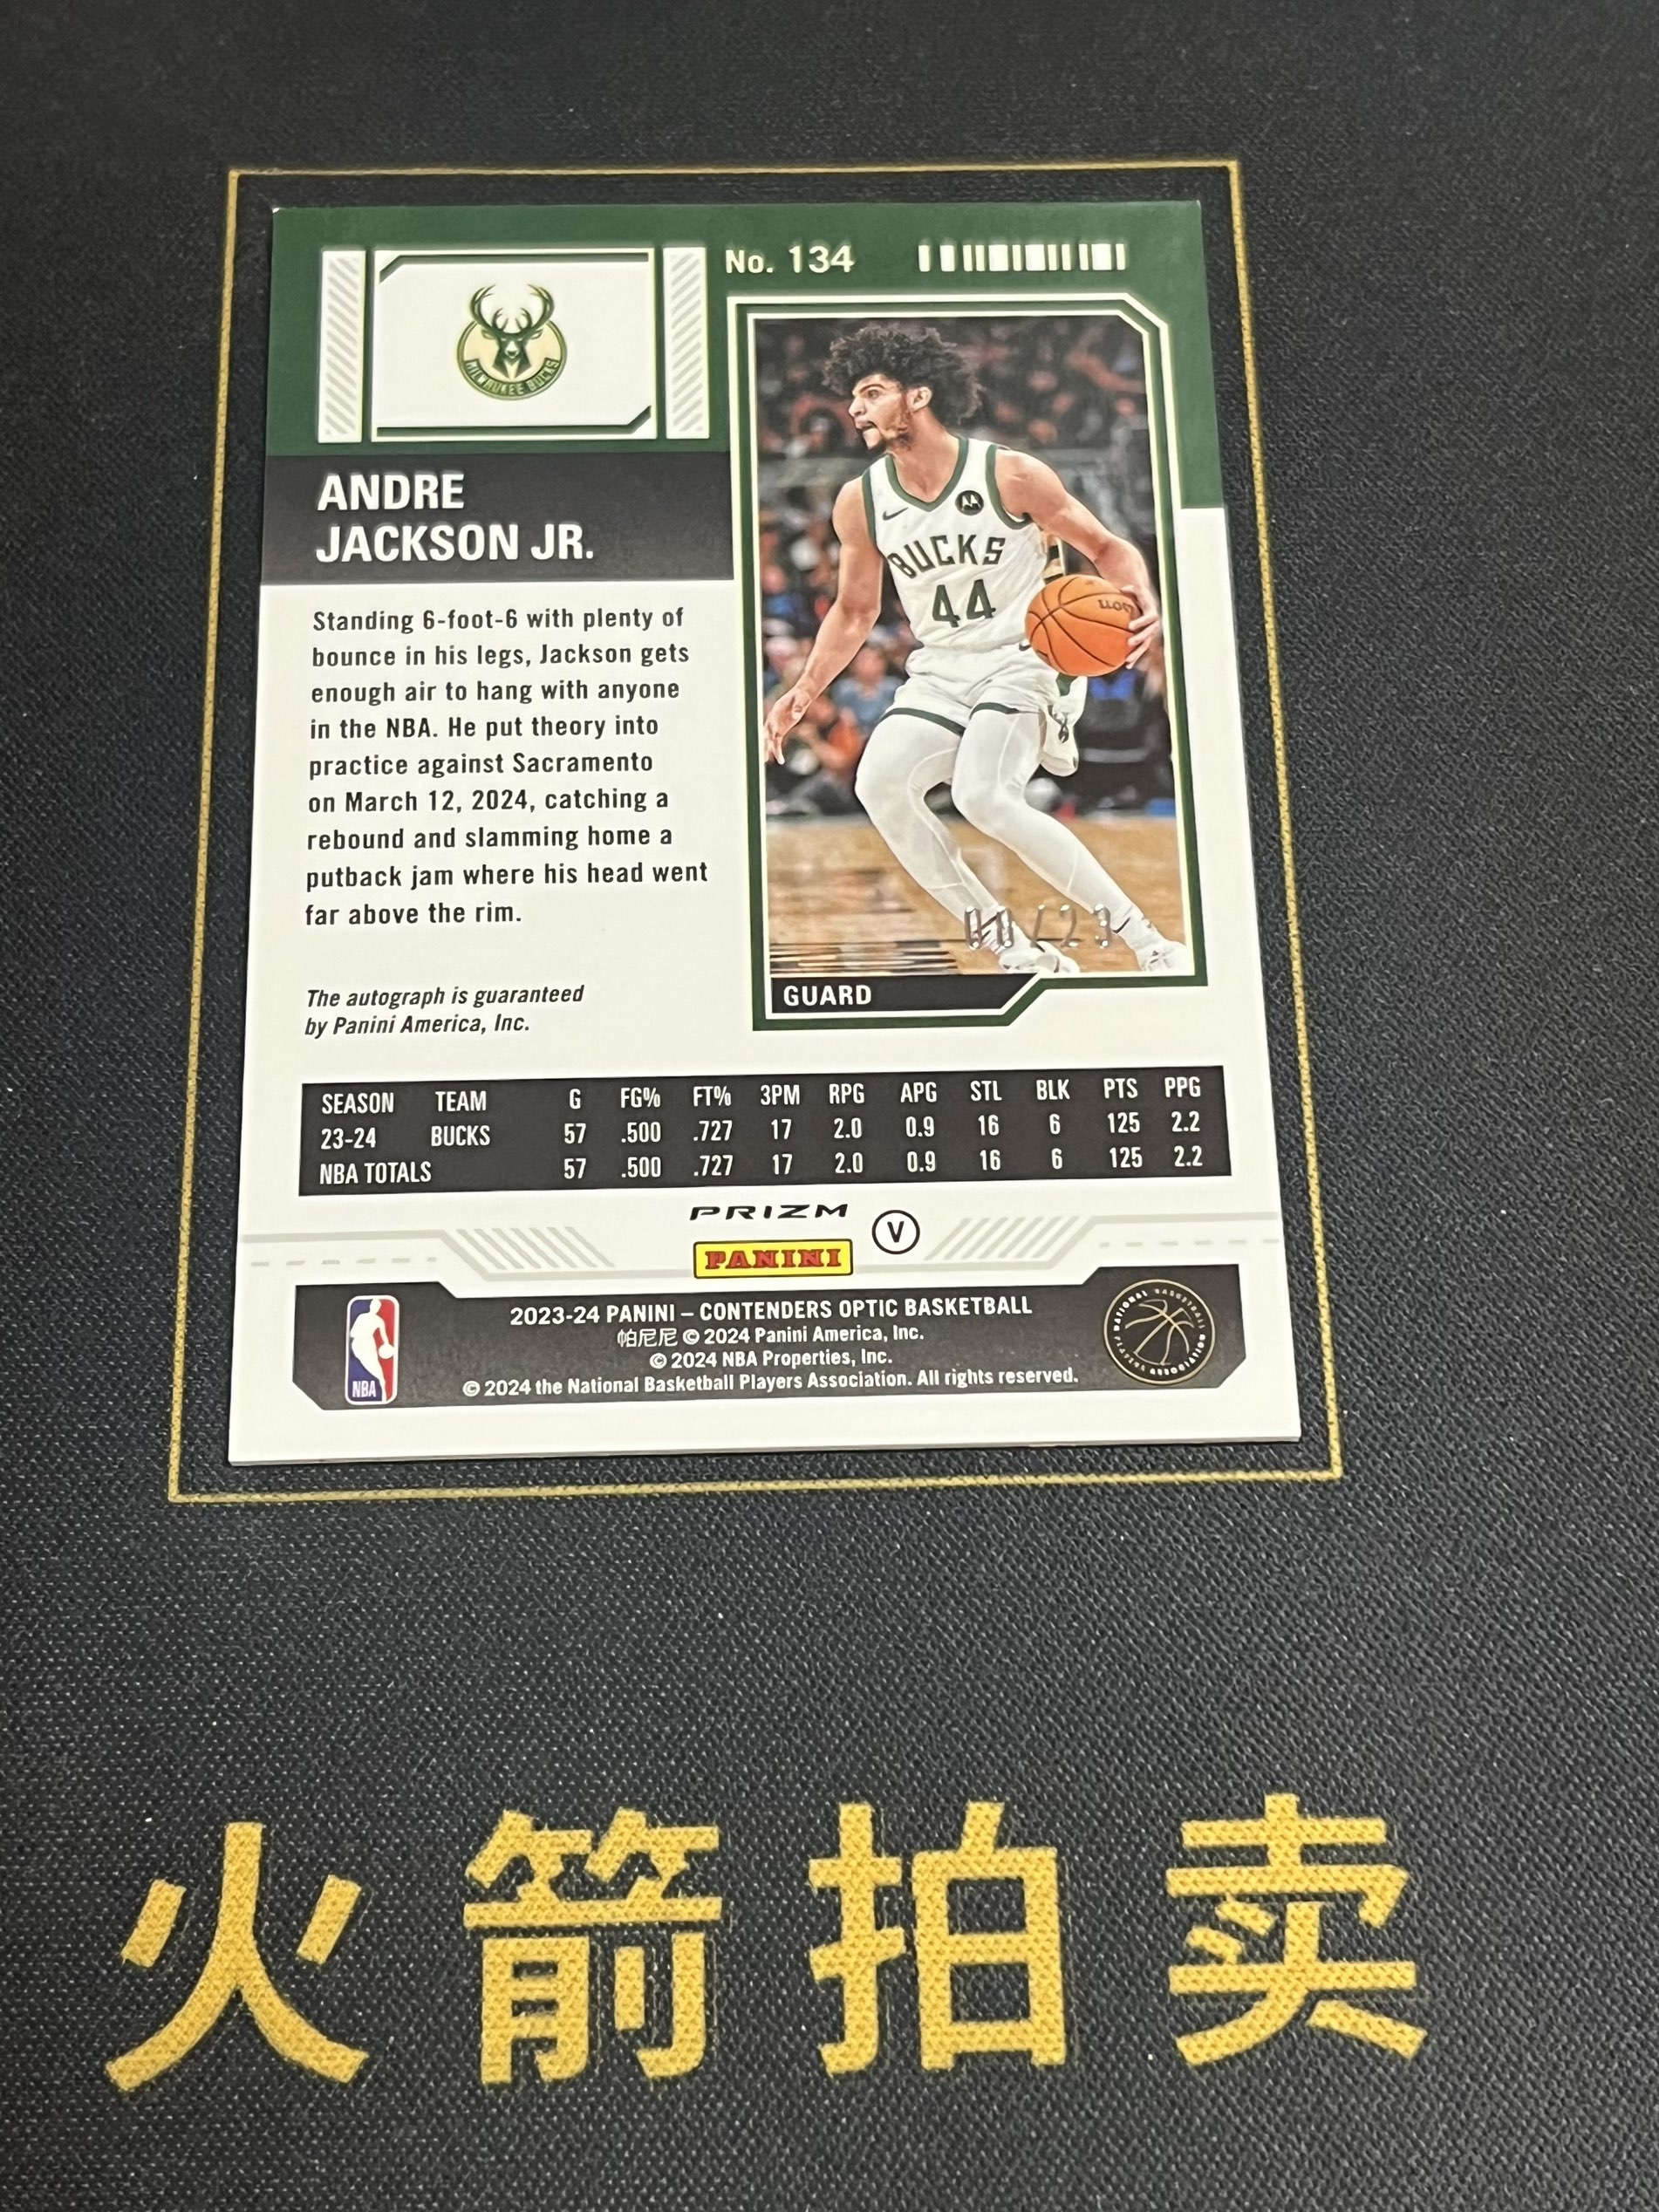 No. 134
MILWAUKEE BUCKS
ANDRE
JACKSON JR.
BUCKS
44
Standing 6-foot-6 with plenty of
bounce in his legs, Jackson gets
enough air to hang with anyone
in the NBA. He put theory into
practice against Sacramento
on March 12, 2024, catching a
rebound and slamming home a
putback jam where his head went
far above the rim.
/23
GUARD
The autograph is guaranteed
by Panini America, Inc.
SEASON TEAM G FG% FT% 3PM RPG APG STL BLK PTS PPG
23-24 BUCKS 57 .500 .727 17 2.0 0.9 16 6 125 2.2
NBA TOTALS 57 .500 .727 17 2.0 0.9 16 6 125 2.2
PRIZM
PANINI
V
2023-24 PANINI – CONTENDERS OPTIC BASKETBALL
帕尼尼 © 2024 Panini America, Inc.
© 2024 NBA Properties, Inc.
© 2024 the National Basketball Players Association. All rights reserved.
NBA
NATIONAL BASKETBALL PLAYERS ASSOCIATION
火箭拍卖